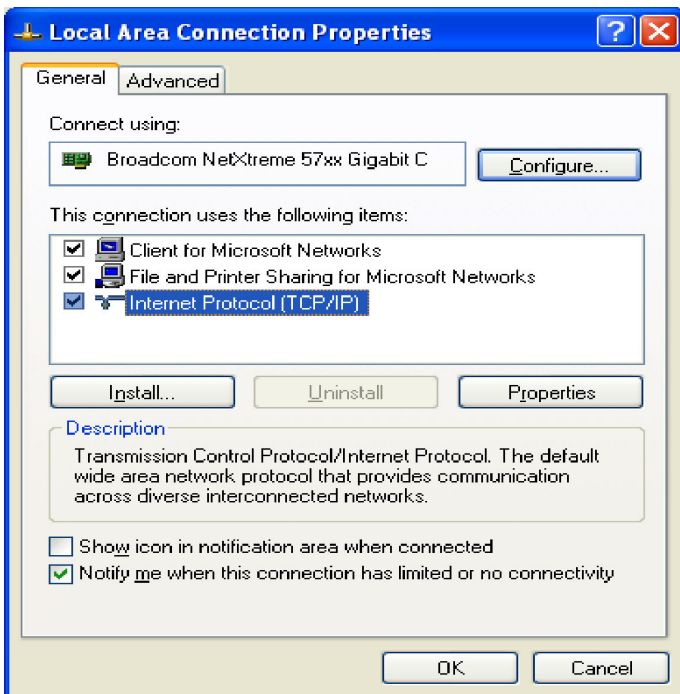 Local Area Connection Properties
General
Advanced
Connect using:
Broadcom NetXtreme 57xx Gigabit C
Configure...
This connection uses the following items:
Client for Microsoft Networks
File and Printer Sharing for Microsoft Networks
Internet Protocol (TCP/IP)
Install...
Uninstall
Properties
Description
Transmission Control Protocol/Internet Protocol. The default
wide area network protocol that provides communication
across diverse interconnected networks.
Show icon in notification area when connected
Notify me when this connection has limited or no connectivity
OK
Cancel